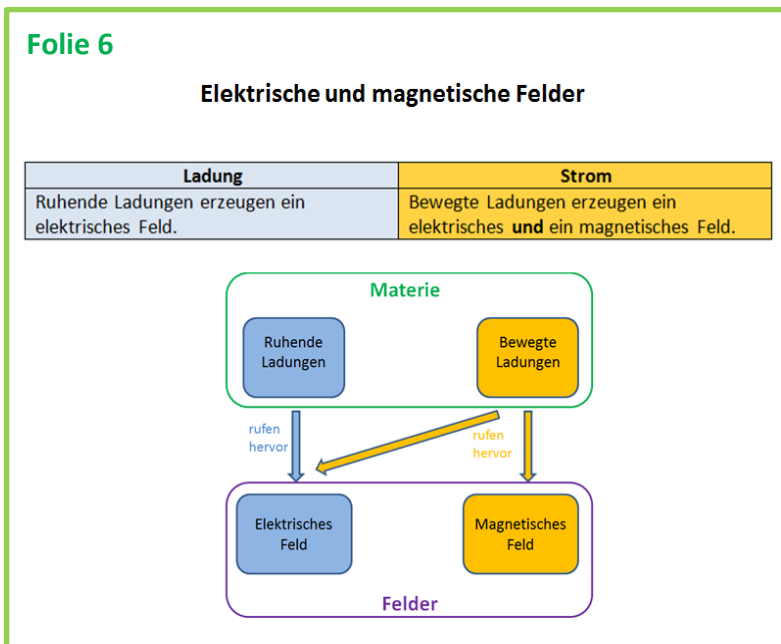 Folie 6
Elektrische und magnetische Felder
Ladung
Strom
Ruhende Ladungen erzeugen ein
elektrisches Feld.
Bewegte Ladungen erzeugen ein
elektrisches und ein magnetisches Feld.
Materie
Ruhende
Ladungen
Bewegte
Ladungen
rufen
hervor
rufen
hervor
Elektrisches
Feld
Magnetisches
Feld
Felder